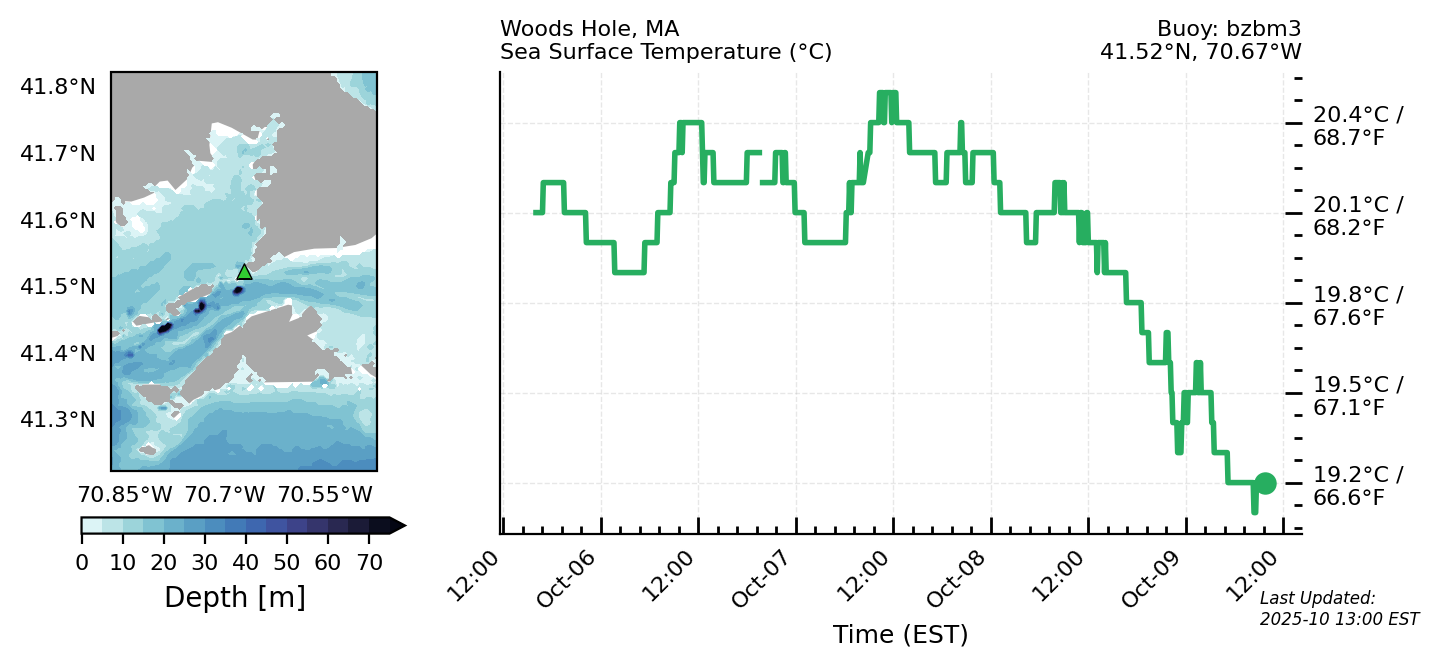 Woods Hole, MA
Sea Surface Temperature (°C)
Buoy: bzbm3
41.52°N, 70.67°W
41.8°N
41.7°N
41.6°N
41.5°N
41.4°N
41.3°N
70.85°W 70.7°W 70.55°W
0 10 20 30 40 50 60 70
Depth [m]
20.4°C /
68.7°F
20.1°C /
68.2°F
19.8°C /
67.6°F
19.5°C /
67.1°F
19.2°C /
66.6°F
12:00 Oct-06 12:00 Oct-07 12:00 Oct-08 12:00 Oct-09 12:00
Time (EST)
Last Updated:
2025-10 13:00 EST